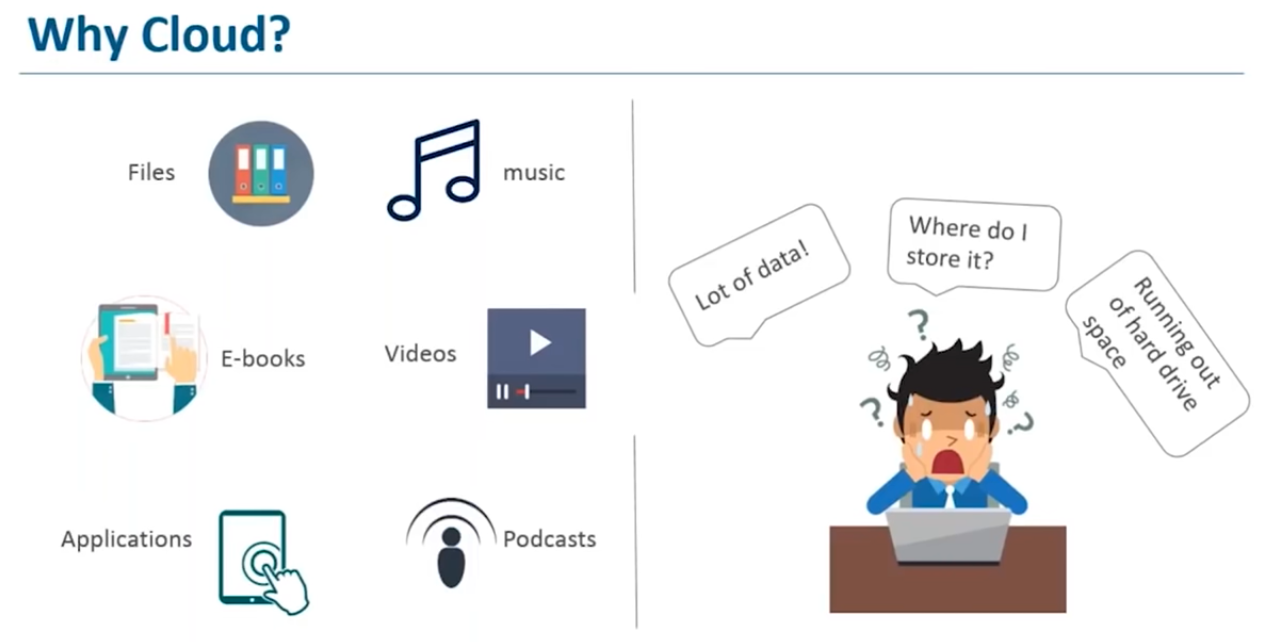 Why Cloud?
Files
music
E-books
Videos
Applications
Podcasts
Lot of data!
Where do I
store it?
Running out
of hard drive
space